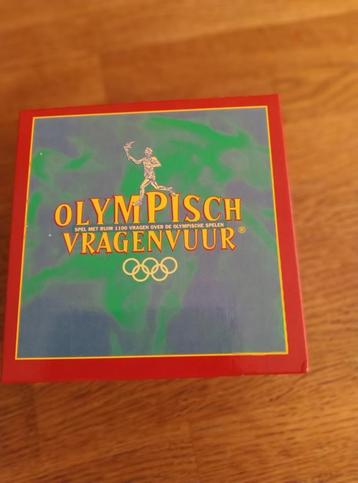 OLYMPISCH
SPEL MET RUIM 1100 VRAGEN OVER DE OLYMPISCHE SPELEN
VRAGENVUUR®